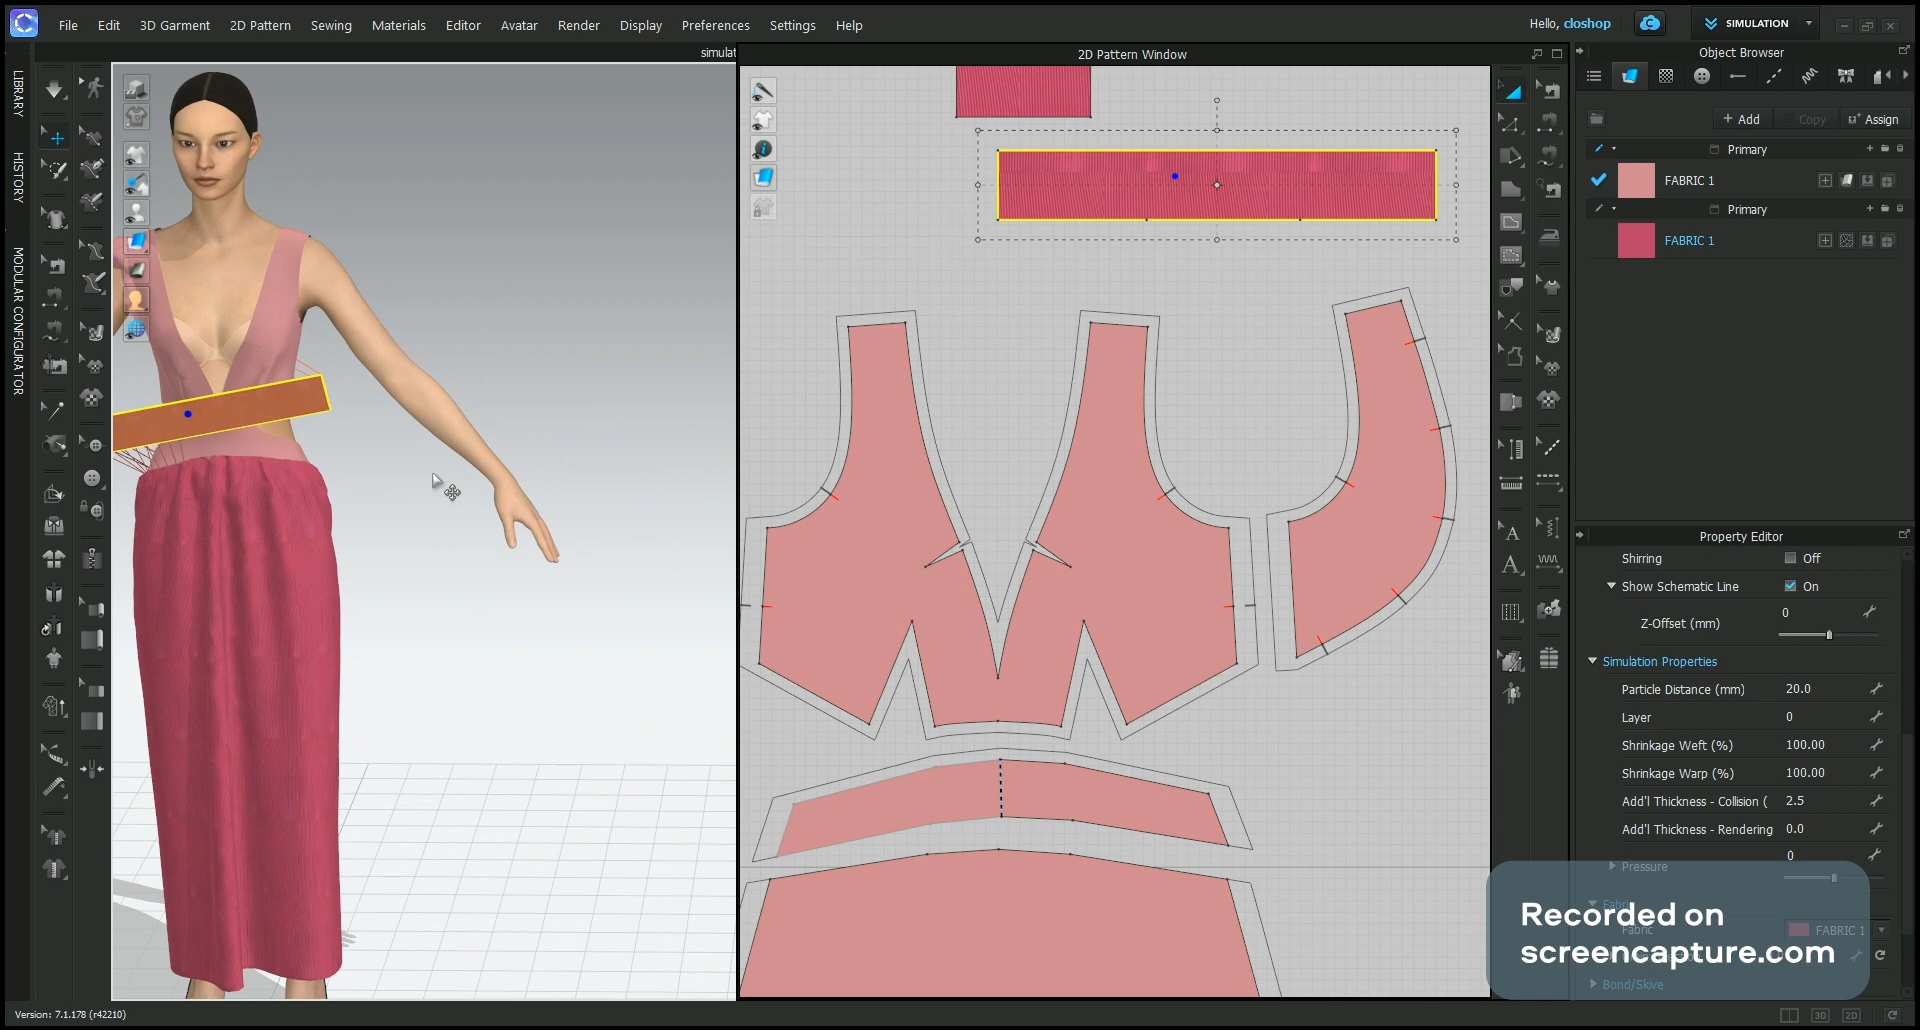 File Edit 3D Garment 2D Pattern Sewing Materials Editor Avatar Render Display Preferences Settings Help
Hello, closhop
SIMULATION
simulat
2D Pattern Window
Object Browser
LIBRARY
HISTORY
MODULAR CONFIGURATOR
+ Add
Copy
Assign
Primary
FABRIC 1
Primary
FABRIC 1
Property Editor
Shirring
Off
Show Schematic Line
On
Z-Offset (mm)
0
Simulation Properties
Particle Distance (mm) 20.0
Layer 0
Shrinkage Weft (%) 100.00
Shrinkage Warp (%) 100.00
Add'l Thickness - Collision ( 2.5
Add'l Thickness - Rendering 0.0
Pressure 0
Fabric
Fabric FABRIC 1
Bond/Skive
Recorded on
screencapture.com
A
A
Version: 7.1.178 (r42210)
3D 2D